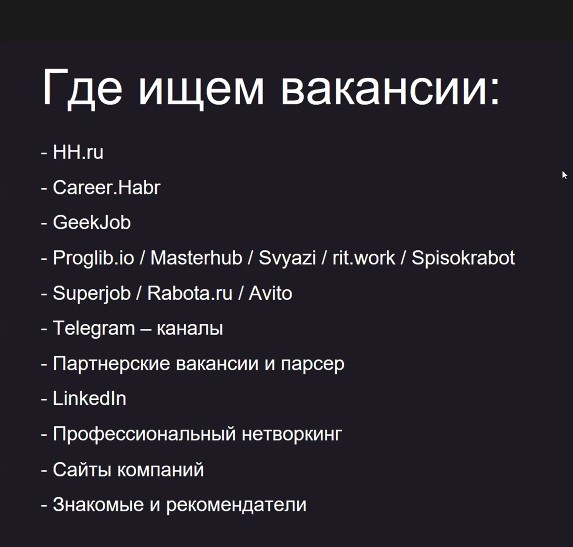 Где ищем вакансии:
- HH.ru
- Career.Habr
- GeekJob
- Proglib.io / Masterhub / Svyazi / rit.work / Spisokrabot
- Superjob / Rabota.ru / Avito
- Telegram – каналы
- Партнерские вакансии и парсер
- LinkedIn
- Профессиональный нетворкинг
- Сайты компаний
- Знакомые и рекомендатели